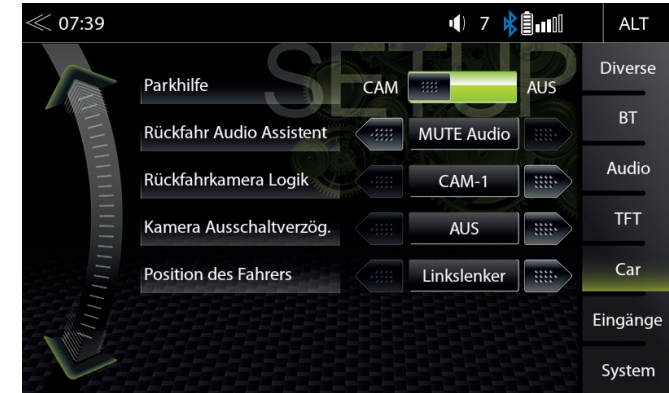 07:39 7 ALT
SETUP
Diverse
Parkhilfe CAM AUS
BT
Rückfahr Audio Assistent MUTE Audio
Audio
Rückfahrkamera Logik CAM-1
TFT
Kamera Ausschaltverzög. AUS
Car
Position des Fahrers Linkslenker
Eingänge
System